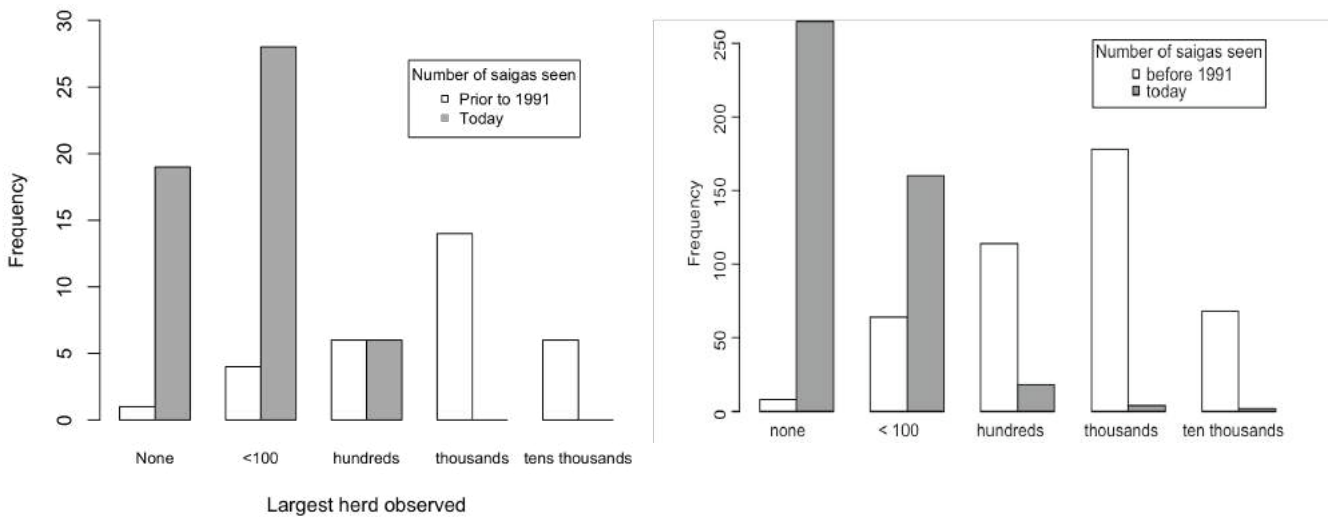 Frequency
30
25
20
15
10
5
0
Number of saigas seen
Prior to 1991
Today
None <100 hundreds thousands tens thousands
Largest herd observed
Frequency
250
200
150
100
50
0
Number of saigas seen
before 1991
today
none < 100 hundreds thousands ten thousands